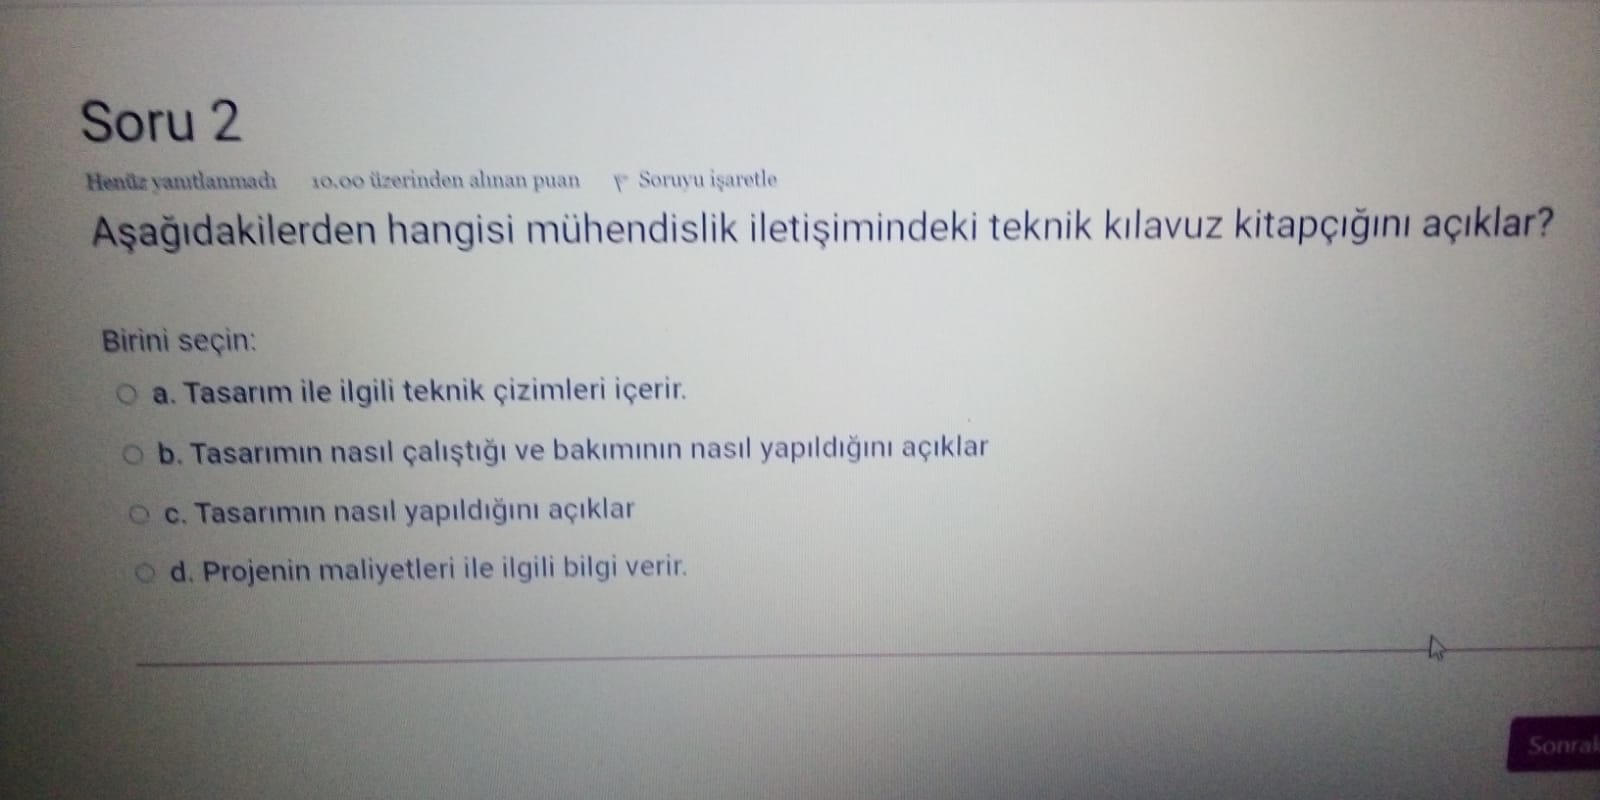 Soru 2
Henüz yanıtlanmadı 10,00 üzerinden alınan puan Soruyu işaretle
Aşağıdakilerden hangisi mühendislik iletişimindeki teknik kılavuz kitapçığını açıklar?
Birini seçin:
a. Tasarım ile ilgili teknik çizimleri içerir.
b. Tasarımın nasıl çalıştığı ve bakımının nasıl yapıldığını açıklar
c. Tasarımın nasıl yapıldığını açıklar
d. Projenin maliyetleri ile ilgili bilgi verir.